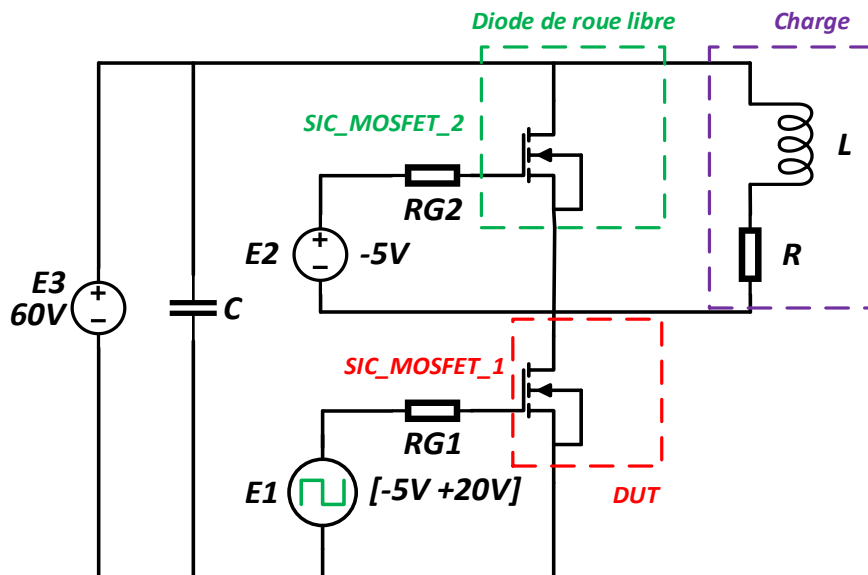 Diode de roue libre
Charge
SIC_MOSFET_2
L
RG2
E2
-5V
R
E3
60V
C
SIC_MOSFET_1
RG1
E1
[-5V +20V]
DUT